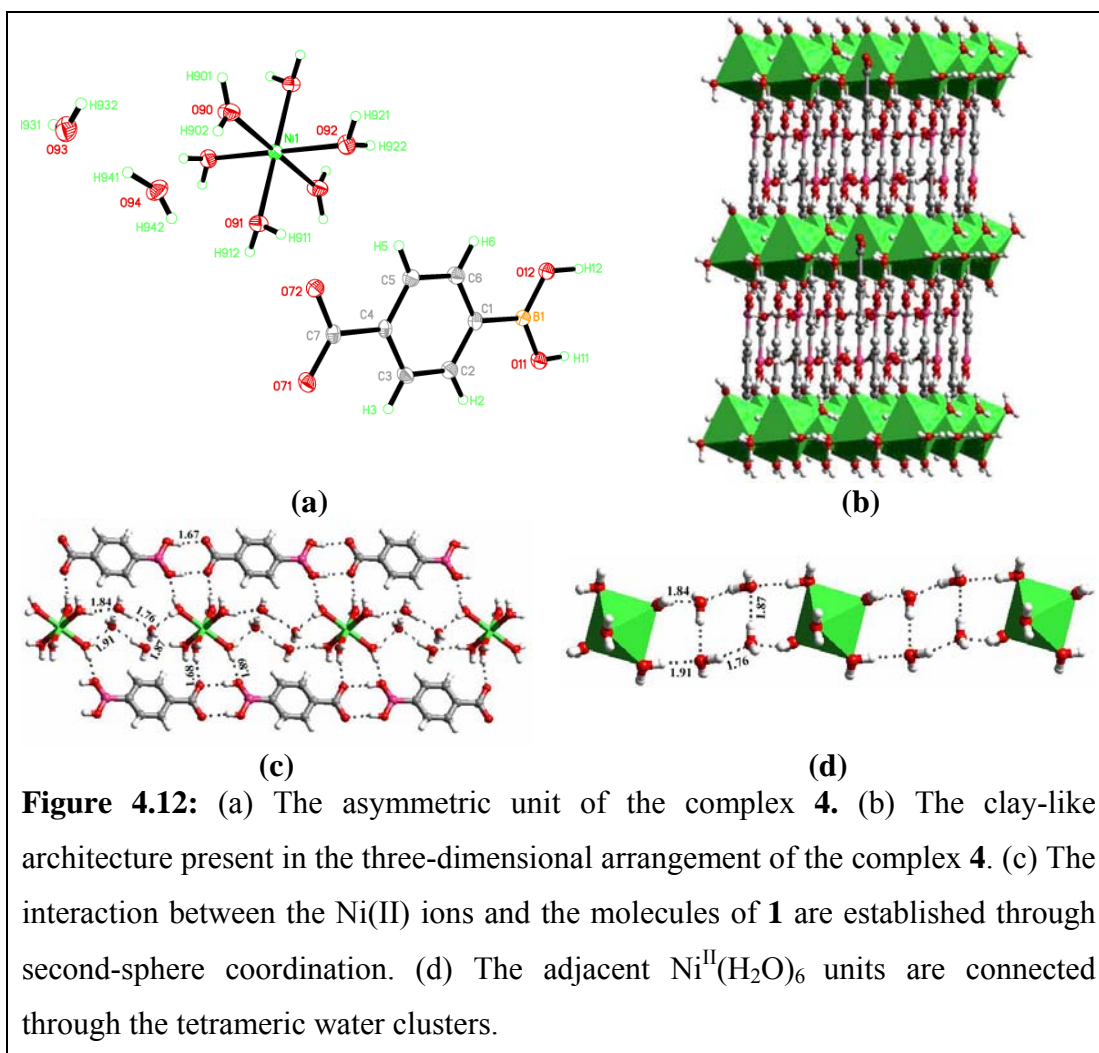 H901
H932
H931
O93
O90
H902
Ni1
O92
H921
H922
H941
O94
H942
O91
H912
H911
H5
H6
O72
C5
C6
O12
H12
C7
C4
C1
B1
O71
C3
C2
O11
H11
H3
H2
(a)
(b)
1.67
1.84
1.76
1.91
1.87
1.68
1.89
(c)
1.84
1.87
1.91
1.76
(d)
Figure 4.12: (a) The asymmetric unit of the complex 4. (b) The clay-like
architecture present in the three-dimensional arrangement of the complex 4. (c) The
interaction between the Ni(II) ions and the molecules of 1 are established through
second-sphere coordination. (d) The adjacent Ni^II(H₂O)₆ units are connected
through the tetrameric water clusters.